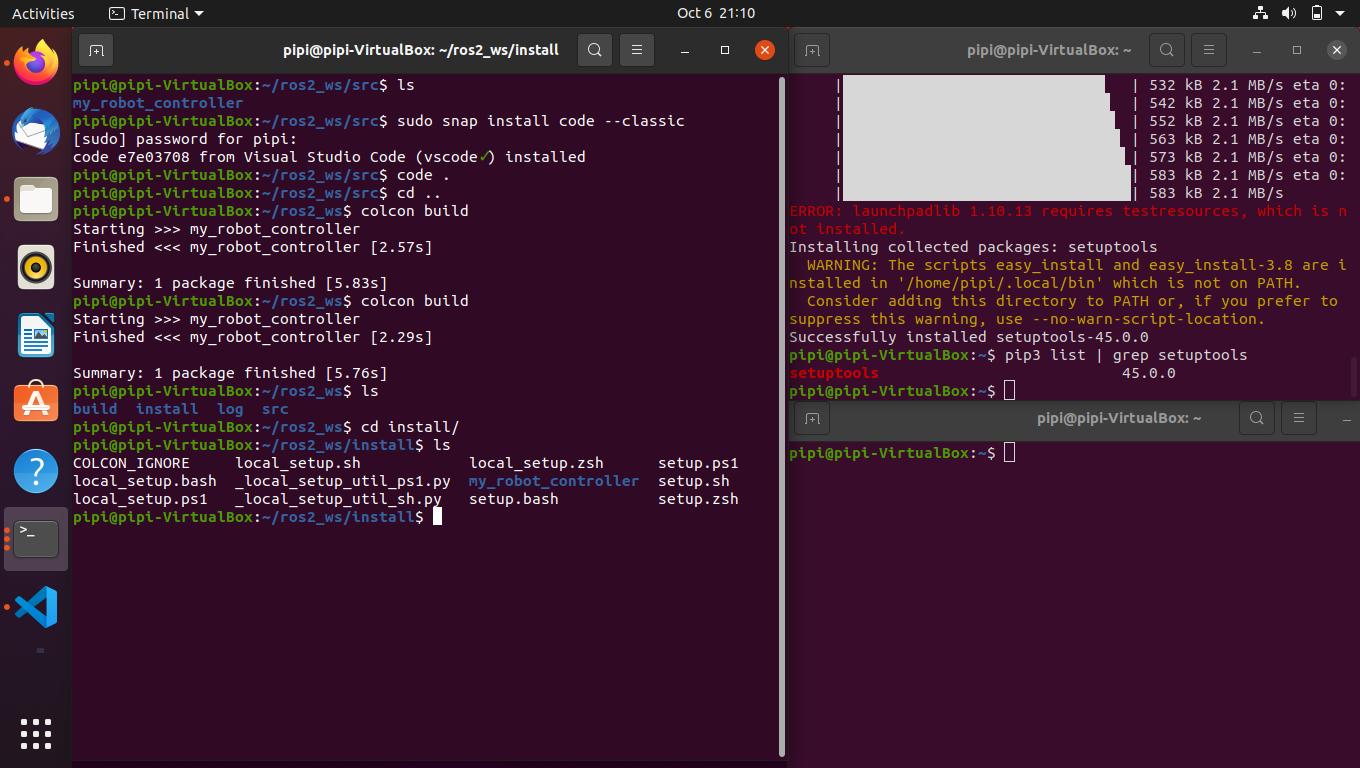 Activities
Terminal
Oct 6 21:10
pipi@pipi-VirtualBox: ~/ros2_ws/install
pipi@pipi-VirtualBox:~/ros2_ws/src$ ls
my_robot_controller
pipi@pipi-VirtualBox:~/ros2_ws/src$ sudo snap install code --classic
[sudo] password for pipi:
code e7e03708 from Visual Studio Code (vscode✓) installed
pipi@pipi-VirtualBox:~/ros2_ws/src$ code .
pipi@pipi-VirtualBox:~/ros2_ws/src$ cd ..
pipi@pipi-VirtualBox:~/ros2_ws$ colcon build
Starting >>> my_robot_controller
Finished <<< my_robot_controller [2.57s]
Summary: 1 package finished [5.83s]
pipi@pipi-VirtualBox:~/ros2_ws$ colcon build
Starting >>> my_robot_controller
Finished <<< my_robot_controller [2.29s]
Summary: 1 package finished [5.76s]
pipi@pipi-VirtualBox:~/ros2_ws$ ls
build  install  log  src
pipi@pipi-VirtualBox:~/ros2_ws$ cd install/
pipi@pipi-VirtualBox:~/ros2_ws/install$ ls
COLCON_IGNORE     local_setup.sh            local_setup.zsh      setup.ps1
local_setup.bash  _local_setup_util_ps1.py  my_robot_controller  setup.sh
local_setup.ps1   _local_setup_util_sh.py   setup.bash           setup.zsh
pipi@pipi-VirtualBox:~/ros2_ws/install$
pipi@pipi-VirtualBox: ~
| | 532 kB 2.1 MB/s eta 0:
| | 542 kB 2.1 MB/s eta 0:
| | 552 kB 2.1 MB/s eta 0:
| | 563 kB 2.1 MB/s eta 0:
| | 573 kB 2.1 MB/s eta 0:
| | 583 kB 2.1 MB/s eta 0:
| | 583 kB 2.1 MB/s
ERROR: launchpadlib 1.10.13 requires testresources, which is n
ot installed.
Installing collected packages: setuptools
  WARNING: The scripts easy_install and easy_install-3.8 are i
nstalled in '/home/pipi/.local/bin' which is not on PATH.
  Consider adding this directory to PATH or, if you prefer to
suppress this warning, use --no-warn-script-location.
Successfully installed setuptools-45.0.0
pipi@pipi-VirtualBox:~$ pip3 list | grep setuptools
setuptools                           45.0.0
pipi@pipi-VirtualBox:~$
pipi@pipi-VirtualBox: ~
pipi@pipi-VirtualBox:~$